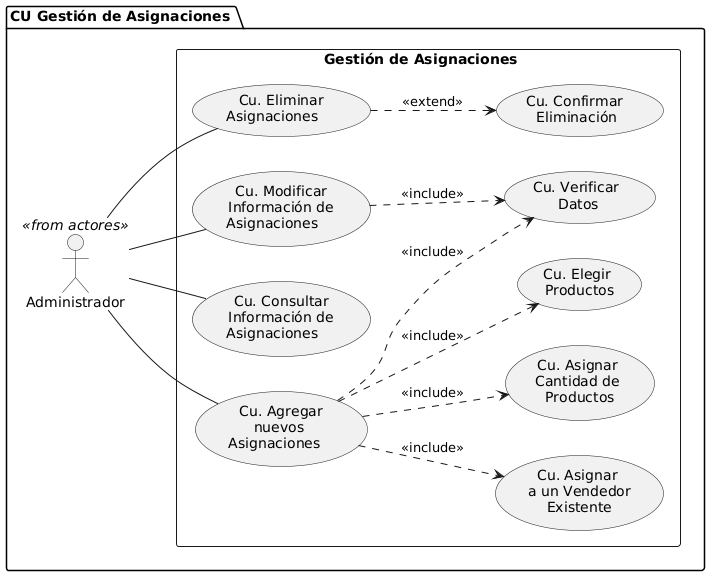 CU Gestión de Asignaciones
Gestión de Asignaciones
Cu. Eliminar
Asignaciones
«extend»
Cu. Confirmar
Eliminación
«from actores»
Administrador
Cu. Modificar
Información de
Asignaciones
«include»
Cu. Verificar
Datos
«include»
Cu. Consultar
Información de
Asignaciones
Cu. Elegir
Productos
«include»
Cu. Agregar
nuevos
Asignaciones
«include»
Cu. Asignar
Cantidad de
Productos
«include»
Cu. Asignar
a un Vendedor
Existente